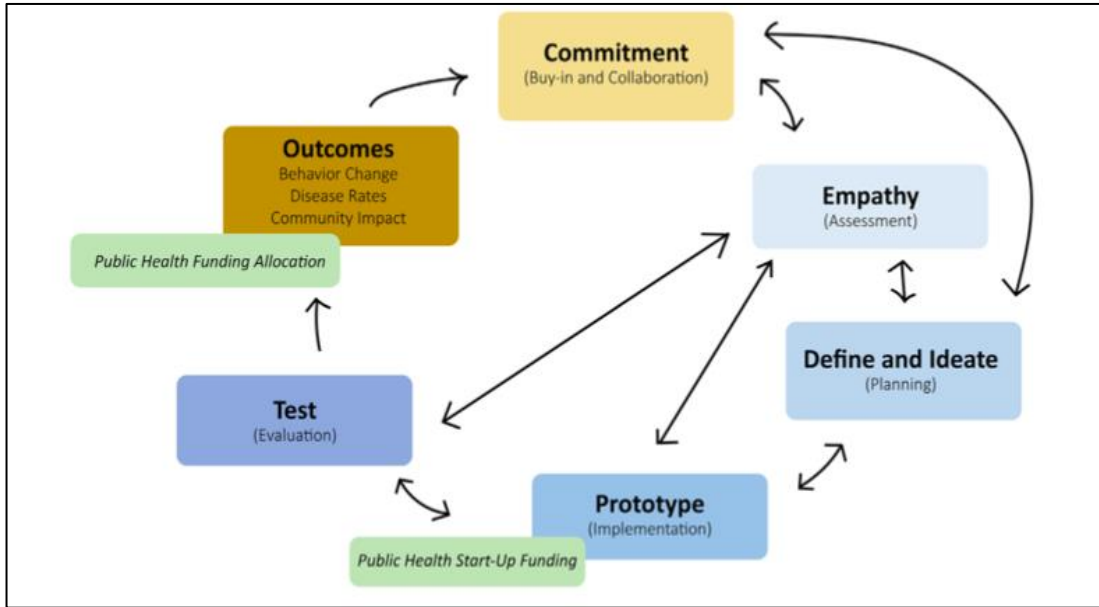 Commitment
(Buy-in and Collaboration)
Outcomes
Behavior Change
Disease Rates
Community Impact
Public Health Funding Allocation
Empathy
(Assessment)
Define and Ideate
(Planning)
Test
(Evaluation)
Prototype
(Implementation)
Public Health Start-Up Funding